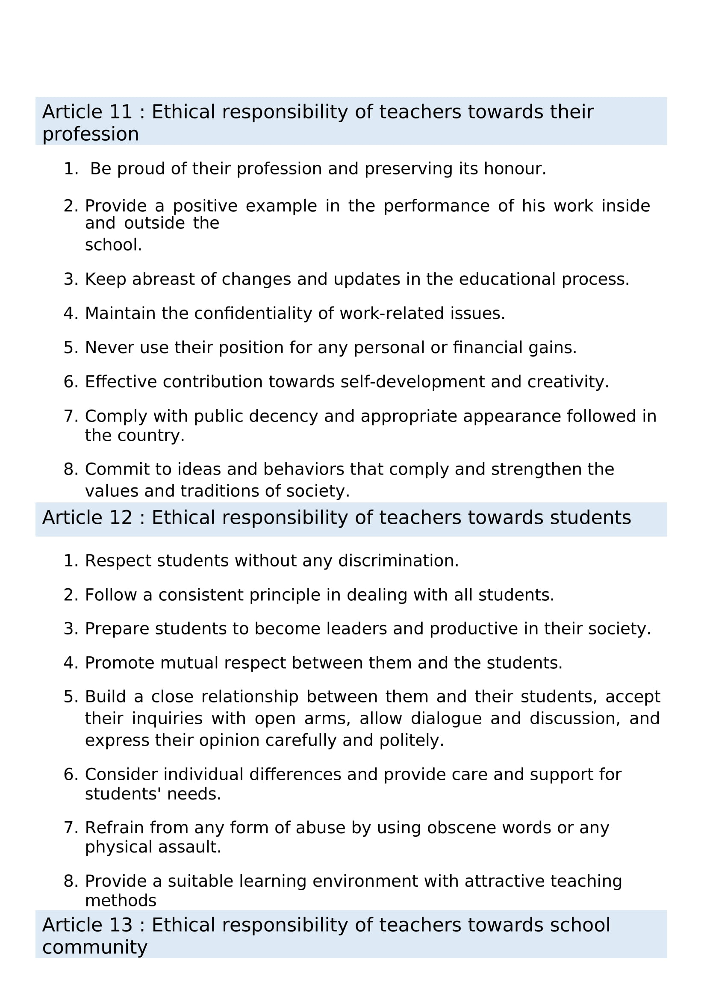 Article 11 : Ethical responsibility of teachers towards their
profession
1. Be proud of their profession and preserving its honour.
2. Provide a positive example in the performance of his work inside
and outside the
school.
3. Keep abreast of changes and updates in the educational process.
4. Maintain the confidentiality of work-related issues.
5. Never use their position for any personal or financial gains.
6. Effective contribution towards self-development and creativity.
7. Comply with public decency and appropriate appearance followed in
the country.
8. Commit to ideas and behaviors that comply and strengthen the
values and traditions of society.
Article 12 : Ethical responsibility of teachers towards students
1. Respect students without any discrimination.
2. Follow a consistent principle in dealing with all students.
3. Prepare students to become leaders and productive in their society.
4. Promote mutual respect between them and the students.
5. Build a close relationship between them and their students, accept
their inquiries with open arms, allow dialogue and discussion, and
express their opinion carefully and politely.
6. Consider individual differences and provide care and support for
students' needs.
7. Refrain from any form of abuse by using obscene words or any
physical assault.
8. Provide a suitable learning environment with attractive teaching
methods
Article 13 : Ethical responsibility of teachers towards school
community